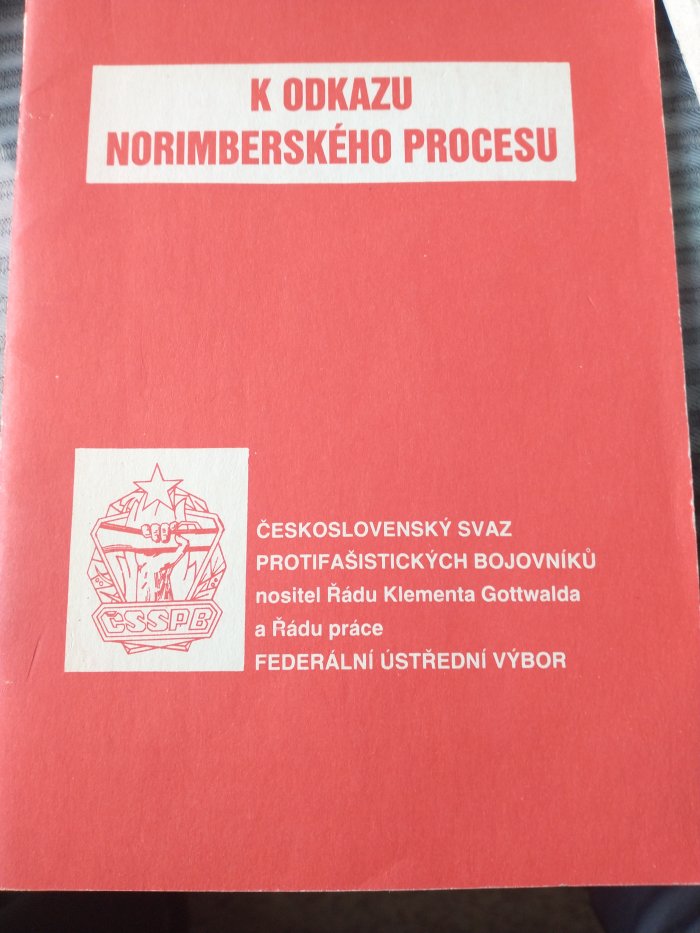 K ODKAZU
NORIMBERSKÉHO PROCESU
ČSSPB
ČESKOSLOVENSKÝ SVAZ
PROTIFAŠISTICKÝCH BOJOVNÍKŮ
nositel Řádu Klementa Gottwalda
a Řádu práce
FEDERÁLNÍ ÚSTŘEDNÍ VÝBOR